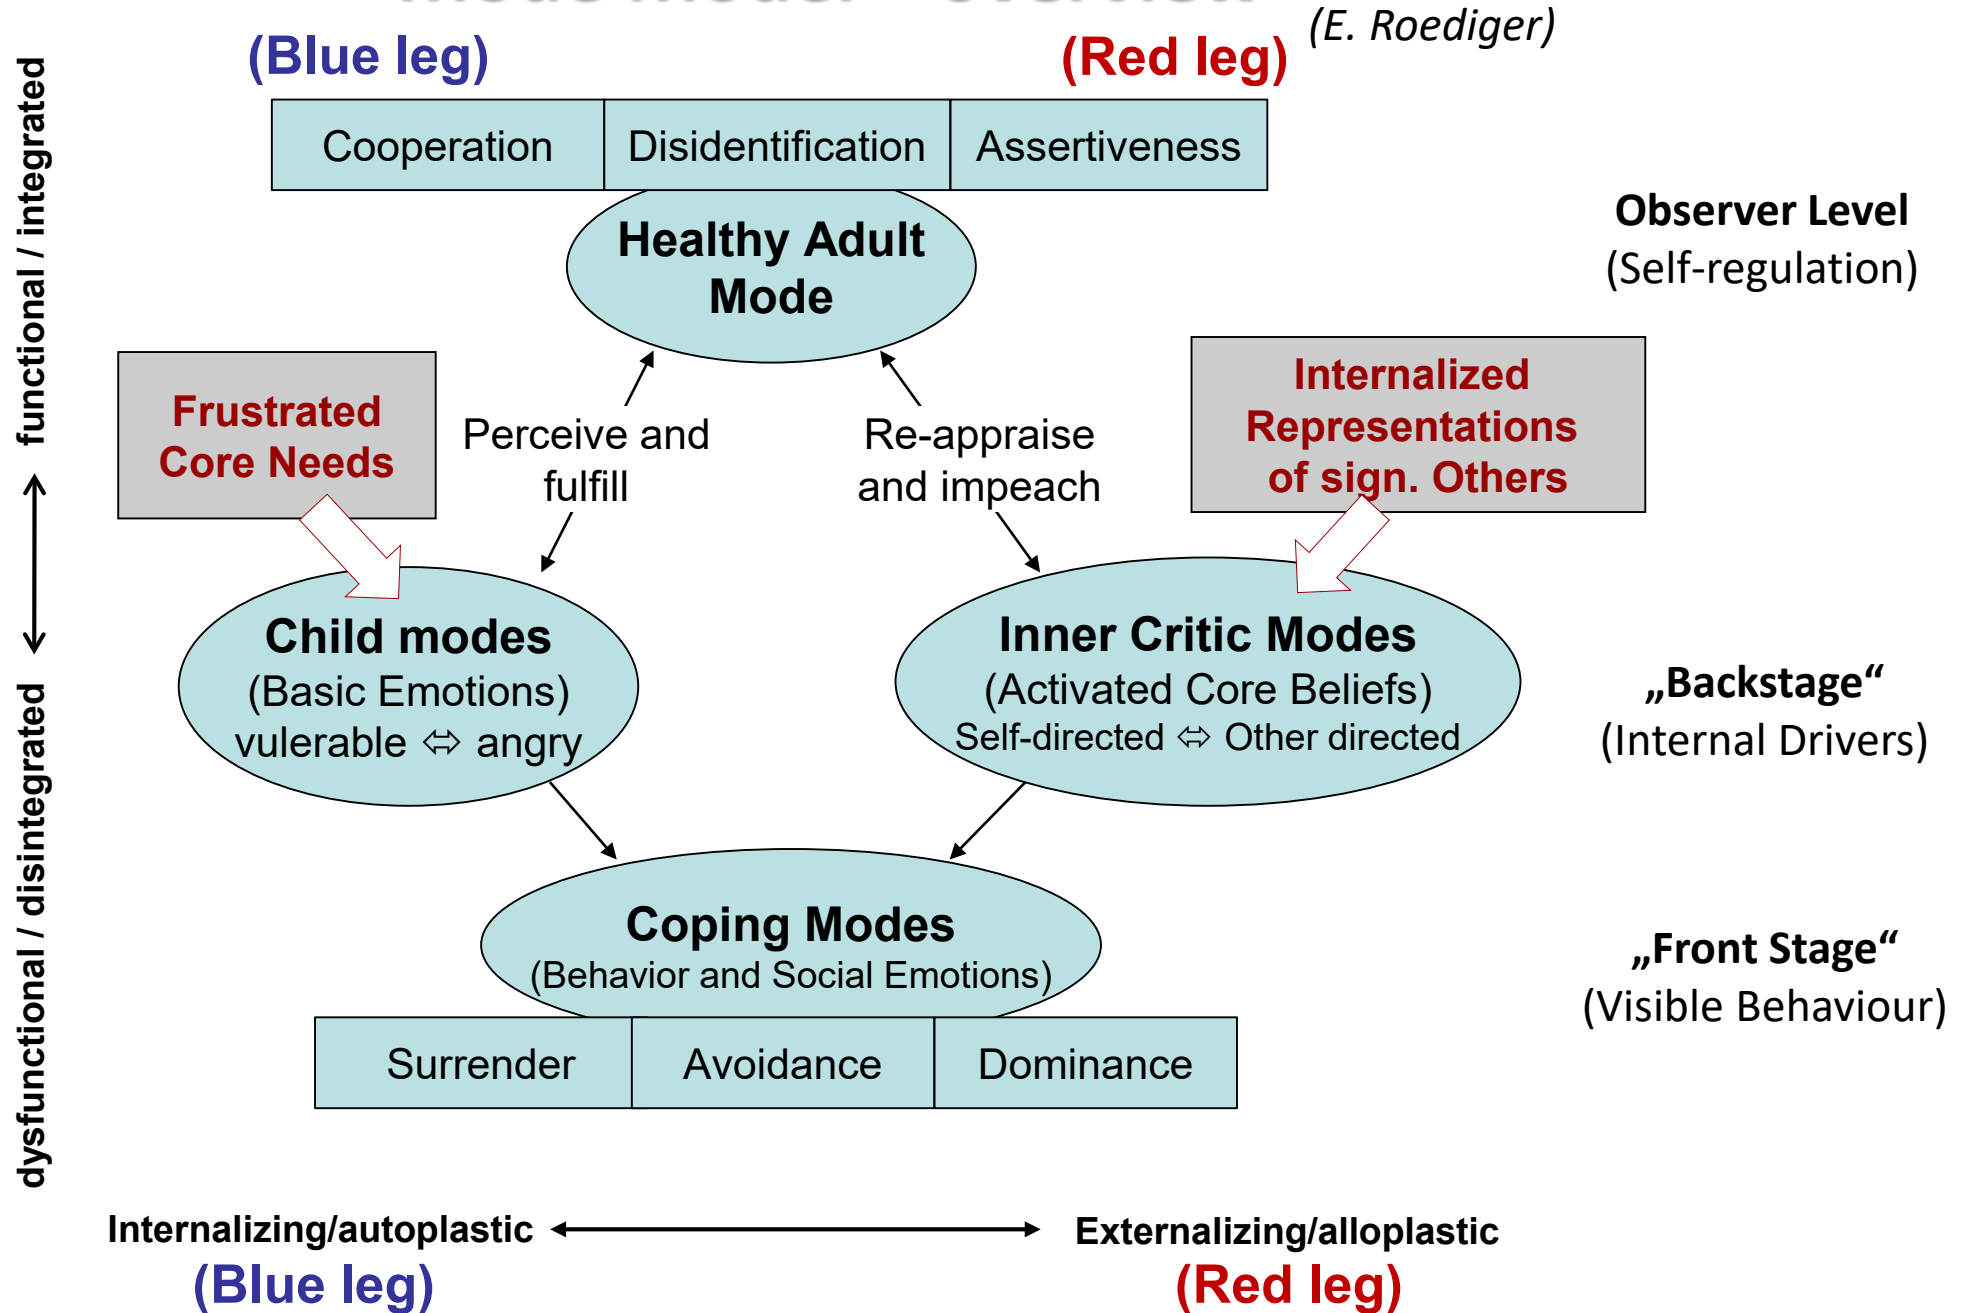 (E. Roediger)
(Blue leg)
(Red leg)
Cooperation
Disidentification
Assertiveness
Healthy Adult
Mode
Observer Level
(Self-regulation)
functional / integrated
Frustrated
Core Needs
Perceive and
fulfill
Re-appraise
and impeach
Internalized
Representations
of sign. Others
Child modes
(Basic Emotions)
vulerable ⇔ angry
Inner Critic Modes
(Activated Core Beliefs)
Self-directed ⇔ Other directed
„Backstage“
(Internal Drivers)
dysfunctional / disintegrated
Coping Modes
(Behavior and Social Emotions)
„Front Stage“
(Visible Behaviour)
Surrender
Avoidance
Dominance
Internalizing/autoplastic
Externalizing/alloplastic
(Blue leg)
(Red leg)